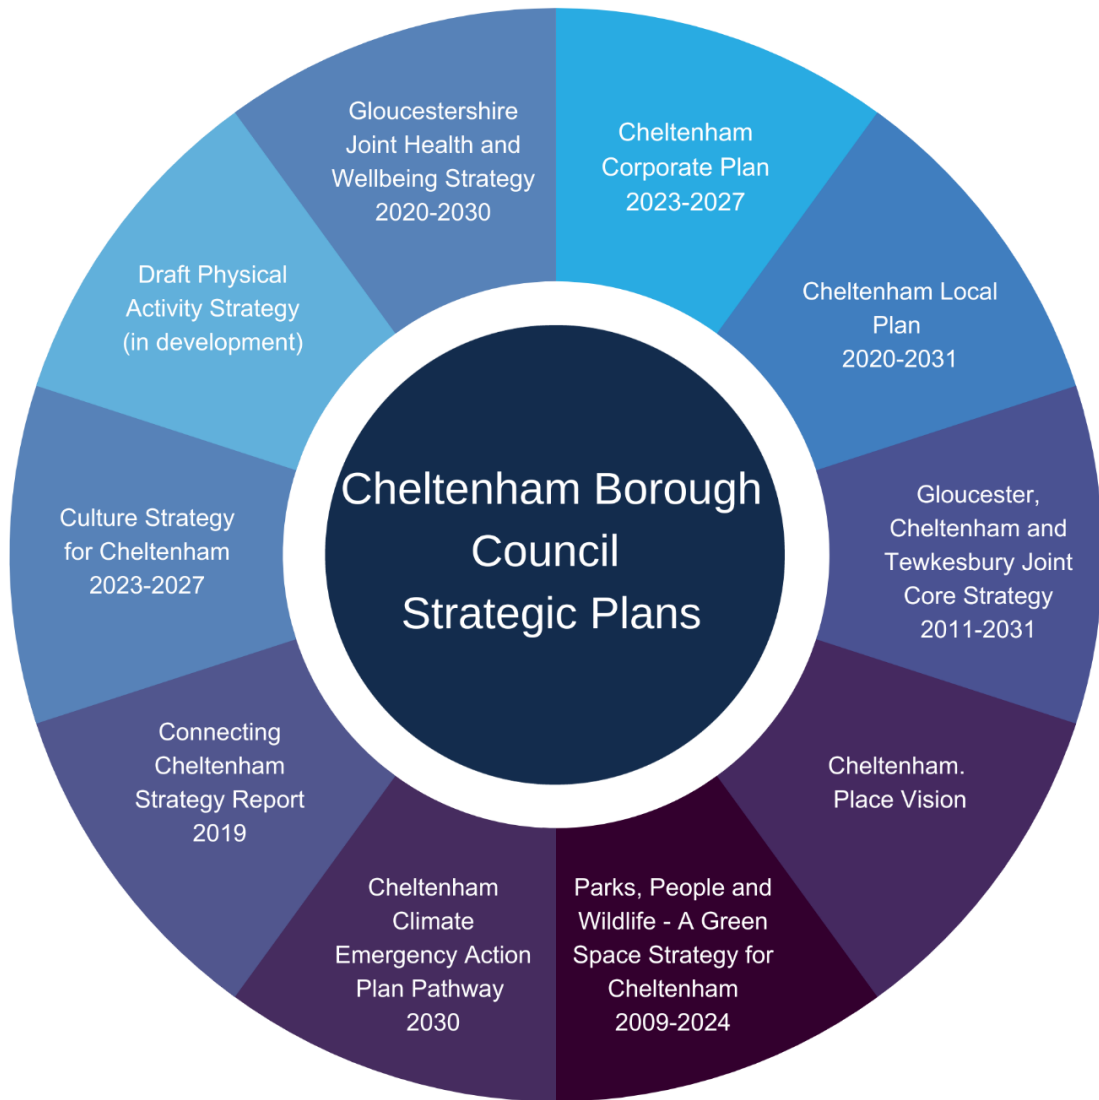 Cheltenham Borough
Council
Strategic Plans
Cheltenham
Corporate Plan
2023-2027
Cheltenham Local
Plan
2020-2031
Gloucester,
Cheltenham and
Tewkesbury Joint
Core Strategy
2011-2031
Cheltenham.
Place Vision
Parks, People and
Wildlife - A Green
Space Strategy for
Cheltenham
2009-2024
Cheltenham
Climate
Emergency Action
Plan Pathway
2030
Connecting
Cheltenham
Strategy Report
2019
Culture Strategy
for Cheltenham
2023-2027
Draft Physical
Activity Strategy
(in development)
Gloucestershire
Joint Health and
Wellbeing Strategy
2020-2030